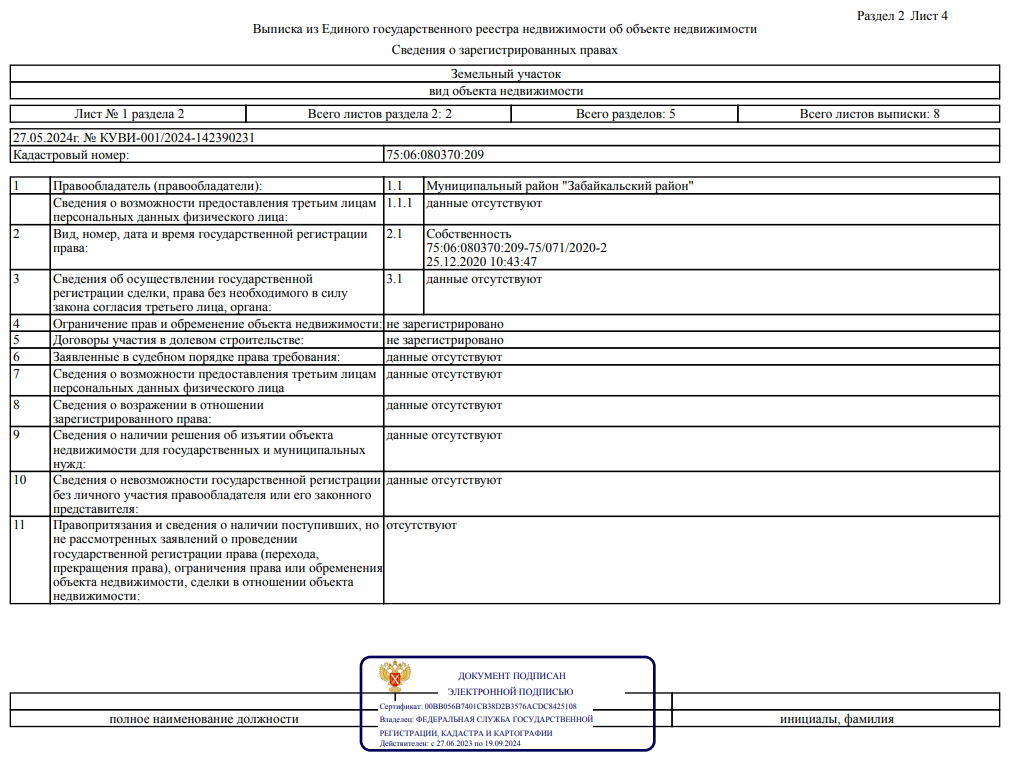 Раздел 2 Лист 4
Выписка из Единого государственного реестра недвижимости об объекте недвижимости
Сведения о зарегистрированных правах
Земельный участок
вид объекта недвижимости
Лист № 1 раздела 2 Всего листов раздела 2: 2 Всего разделов: 5 Всего листов выписки: 8
27.05.2024г. № КУВИ-001/2024-142390231
Кадастровый номер: 75:06:080370:209
1 Правообладатель (правообладатели): 1.1 Муниципальный район "Забайкальский район"
Сведения о возможности предоставления третьим лицам 1.1.1 данные отсутствуют
персональных данных физического лица:
2 Вид, номер, дата и время государственной регистрации 2.1 Собственность
права: 75:06:080370:209-75/071/2020-2
25.12.2020 10:43:47
3 Сведения об осуществлении государственной 3.1 данные отсутствуют
регистрации сделки, права без необходимого в силу
закона согласия третьего лица, органа:
4 Ограничение прав и обременение объекта недвижимости: не зарегистрировано
5 Договоры участия в долевом строительстве: не зарегистрировано
6 Заявленные в судебном порядке права требования: данные отсутствуют
7 Сведения о возможности предоставления третьим лицам данные отсутствуют
персональных данных физического лица
8 Сведения о возражении в отношении данные отсутствуют
зарегистрированного права:
9 Сведения о наличии решения об изъятии объекта данные отсутствуют
недвижимости для государственных и муниципальных
нужд:
10 Сведения о невозможности государственной регистрации данные отсутствуют
без личного участия правообладателя или его законного
представителя:
11 Правопритязания и сведения о наличии поступивших, но отсутствуют
не рассмотренных заявлений о проведении
государственной регистрации права (перехода,
прекращения права), ограничения права или обременения
объекта недвижимости, сделки в отношении объекта
недвижимости:
ДОКУМЕНТ ПОДПИСАН
ЭЛЕКТРОННОЙ ПОДПИСЬЮ
Сертификат: 00BB056B7401CB38D2B3576ACDC8425108
Владелец: ФЕДЕРАЛЬНАЯ СЛУЖБА ГОСУДАРСТВЕННОЙ
РЕГИСТРАЦИИ, КАДАСТРА И КАРТОГРАФИИ
Действителен: с 27.06.2023 по 19.09.2024
полное наименование должности инициалы, фамилия